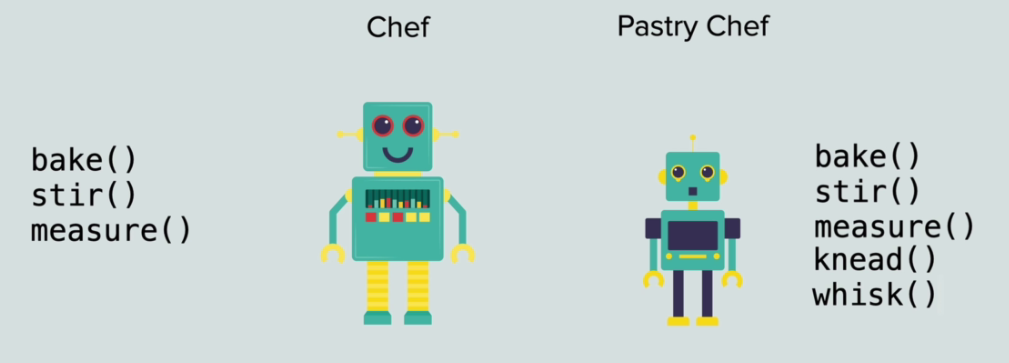 Chef
Pastry Chef
bake()
stir()
measure()
bake()
stir()
measure()
knead()
whisk()